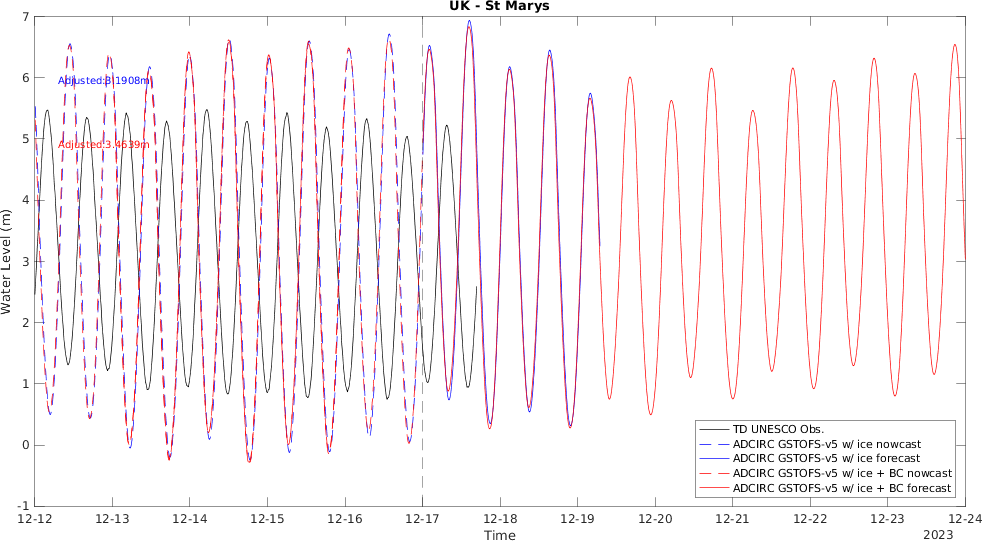 UK - St Marys
7
6
5
4
3
2
1
0
-1
Water Level (m)
Adjusted:3.1908m
Adjusted:3.4639m
TD UNESCO Obs.
ADCIRC GSTOFS-v5 w/ ice nowcast
ADCIRC GSTOFS-v5 w/ ice forecast
ADCIRC GSTOFS-v5 w/ ice + BC nowcast
ADCIRC GSTOFS-v5 w/ ice + BC forecast
12-12 12-13 12-14 12-15 12-16 12-17 12-18 12-19 12-20 12-21 12-22 12-23 12-24
Time
2023